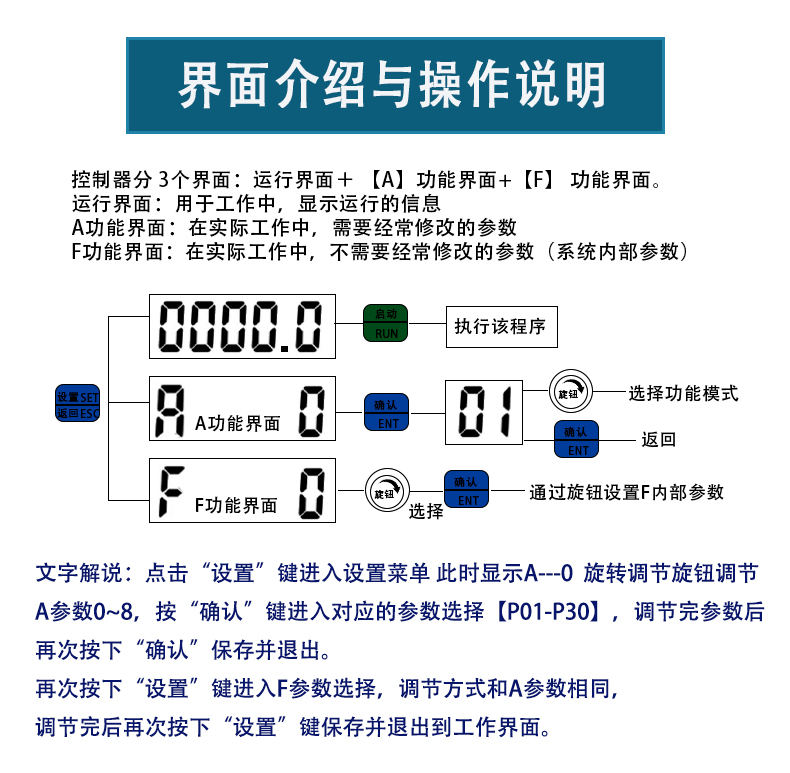 界面介绍与操作说明
控制器分 3个界面：运行界面＋【A】功能界面+【F】 功能界面。
运行界面：用于工作中，显示运行的信息
A功能界面：在实际工作中，需要经常修改的参数
F功能界面：在实际工作中，不需要经常修改的参数（系统内部参数）
0000.0
启动
RUN
执行该程序
设置SET
返回ESC
A A功能界面 0
确认
ENT
01
旋钮
选择功能模式
确认
ENT
返回
F F功能界面 0
旋钮
选择
确认
ENT
通过旋钮设置F内部参数
文字解说：点击“设置”键进入设置菜单 此时显示A---0 旋转调节旋钮调节
A参数0~8，按“确认”键进入对应的参数选择【P01-P30】，调节完参数后
再次按下“确认”保存并退出。
再次按下“设置”键进入F参数选择，调节方式和A参数相同，
调节完后再次按下“设置”键保存并退出到工作界面。